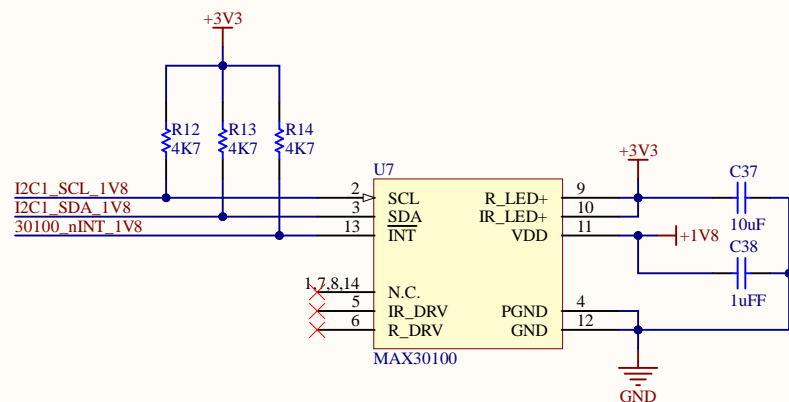 +3V3
R12
4K7
R13
4K7
R14
4K7
U7
I2C1_SCL_1V8
I2C1_SDA_1V8
30100_nINT_1V8
2
3
13
SCL
SDA
INT
1,7,8,14
5
6
N.C.
IR_DRV
R_DRV
R_LED+
IR_LED+
VDD
PGND
GND
9
10
11
4
12
MAX30100
+3V3
C37
10uF
+1V8
C38
1uFF
GND